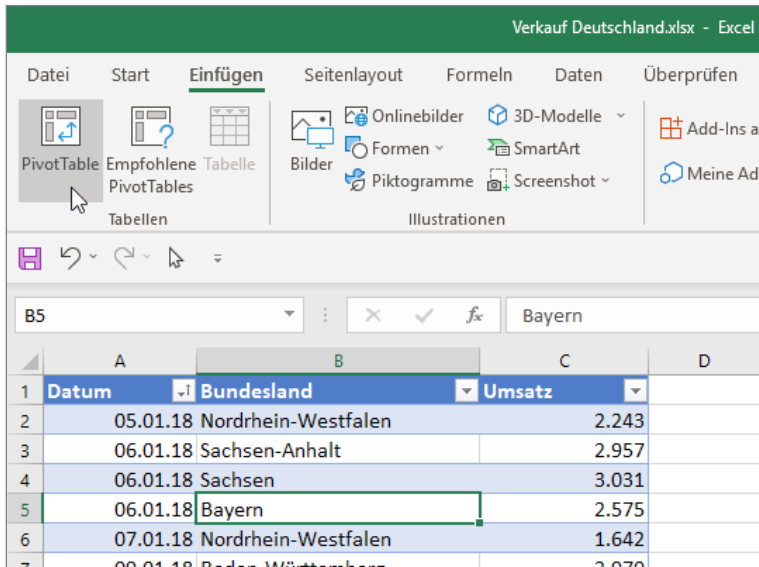 Verkauf Deutschland.xlsx - Excel
Datei Start Einfügen Seitenlayout Formeln Daten Überprüfen
PivotTable Empfohlene PivotTables Tabelle
Tabellen
Bilder
Onlinebilder
Formen
Piktogramme
3D-Modelle
SmartArt
Screenshot
Illustrationen
Add-Ins a
Meine Ad
B5 fx Bayern
A B C D
1 Datum Bundesland Umsatz
2 05.01.18 Nordrhein-Westfalen 2.243
3 06.01.18 Sachsen-Anhalt 2.957
4 06.01.18 Sachsen 3.031
5 06.01.18 Bayern 2.575
6 07.01.18 Nordrhein-Westfalen 1.642